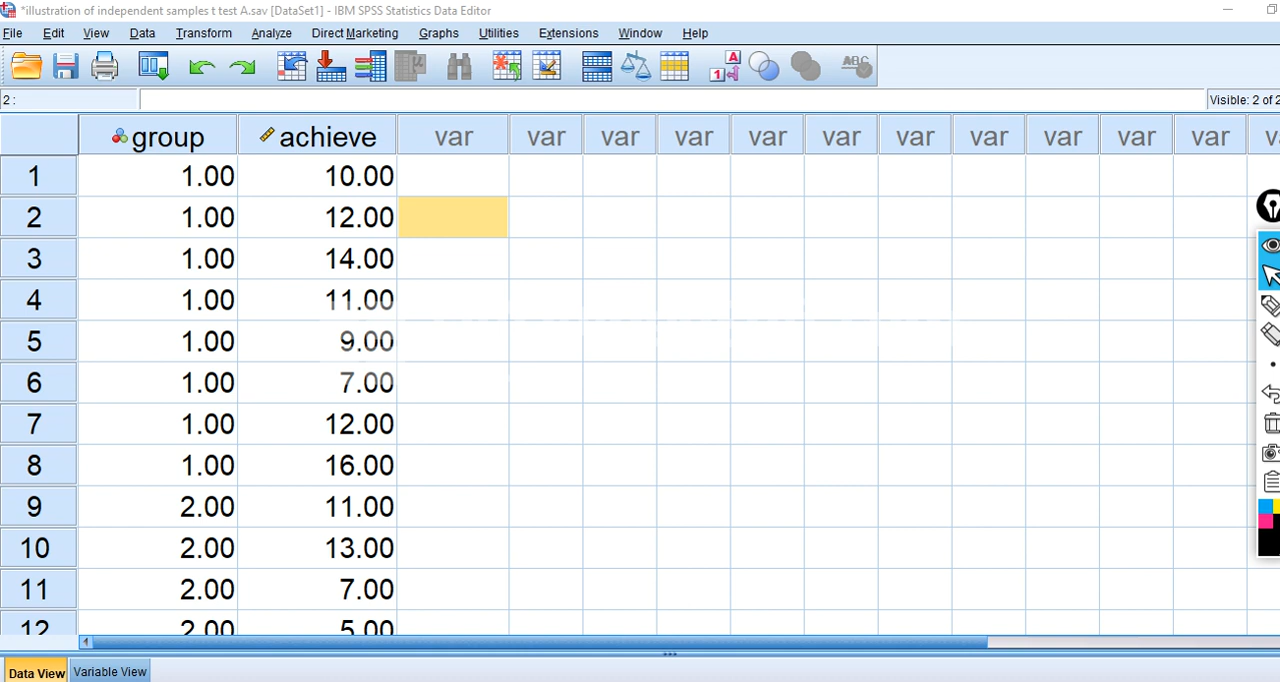 *illustration of independent samples t test A.sav [DataSet1] - IBM SPSS Statistics Data Editor
File Edit View Data Transform Analyze Direct Marketing Graphs Utilities Extensions Window Help
2 : Visible: 2 of 2
group achieve var var var var var var var var var var var
1 1.00 10.00
2 1.00 12.00
3 1.00 14.00
4 1.00 11.00
5 1.00 9.00
6 1.00 7.00
7 1.00 12.00
8 1.00 16.00
9 2.00 11.00
10 2.00 13.00
11 2.00 7.00
12 2.00 5.00
Data View Variable View